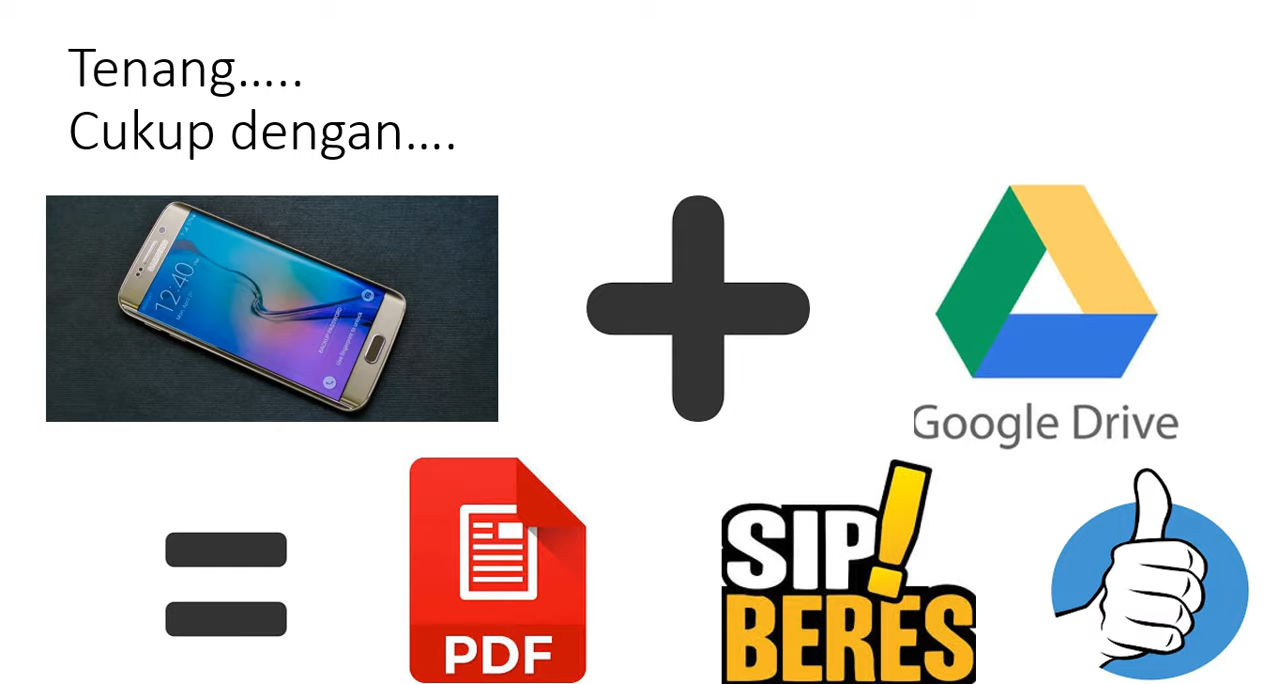 Tenang.....
Cukup dengan....
12:40
Google Drive
PDF
SIP!
BERES